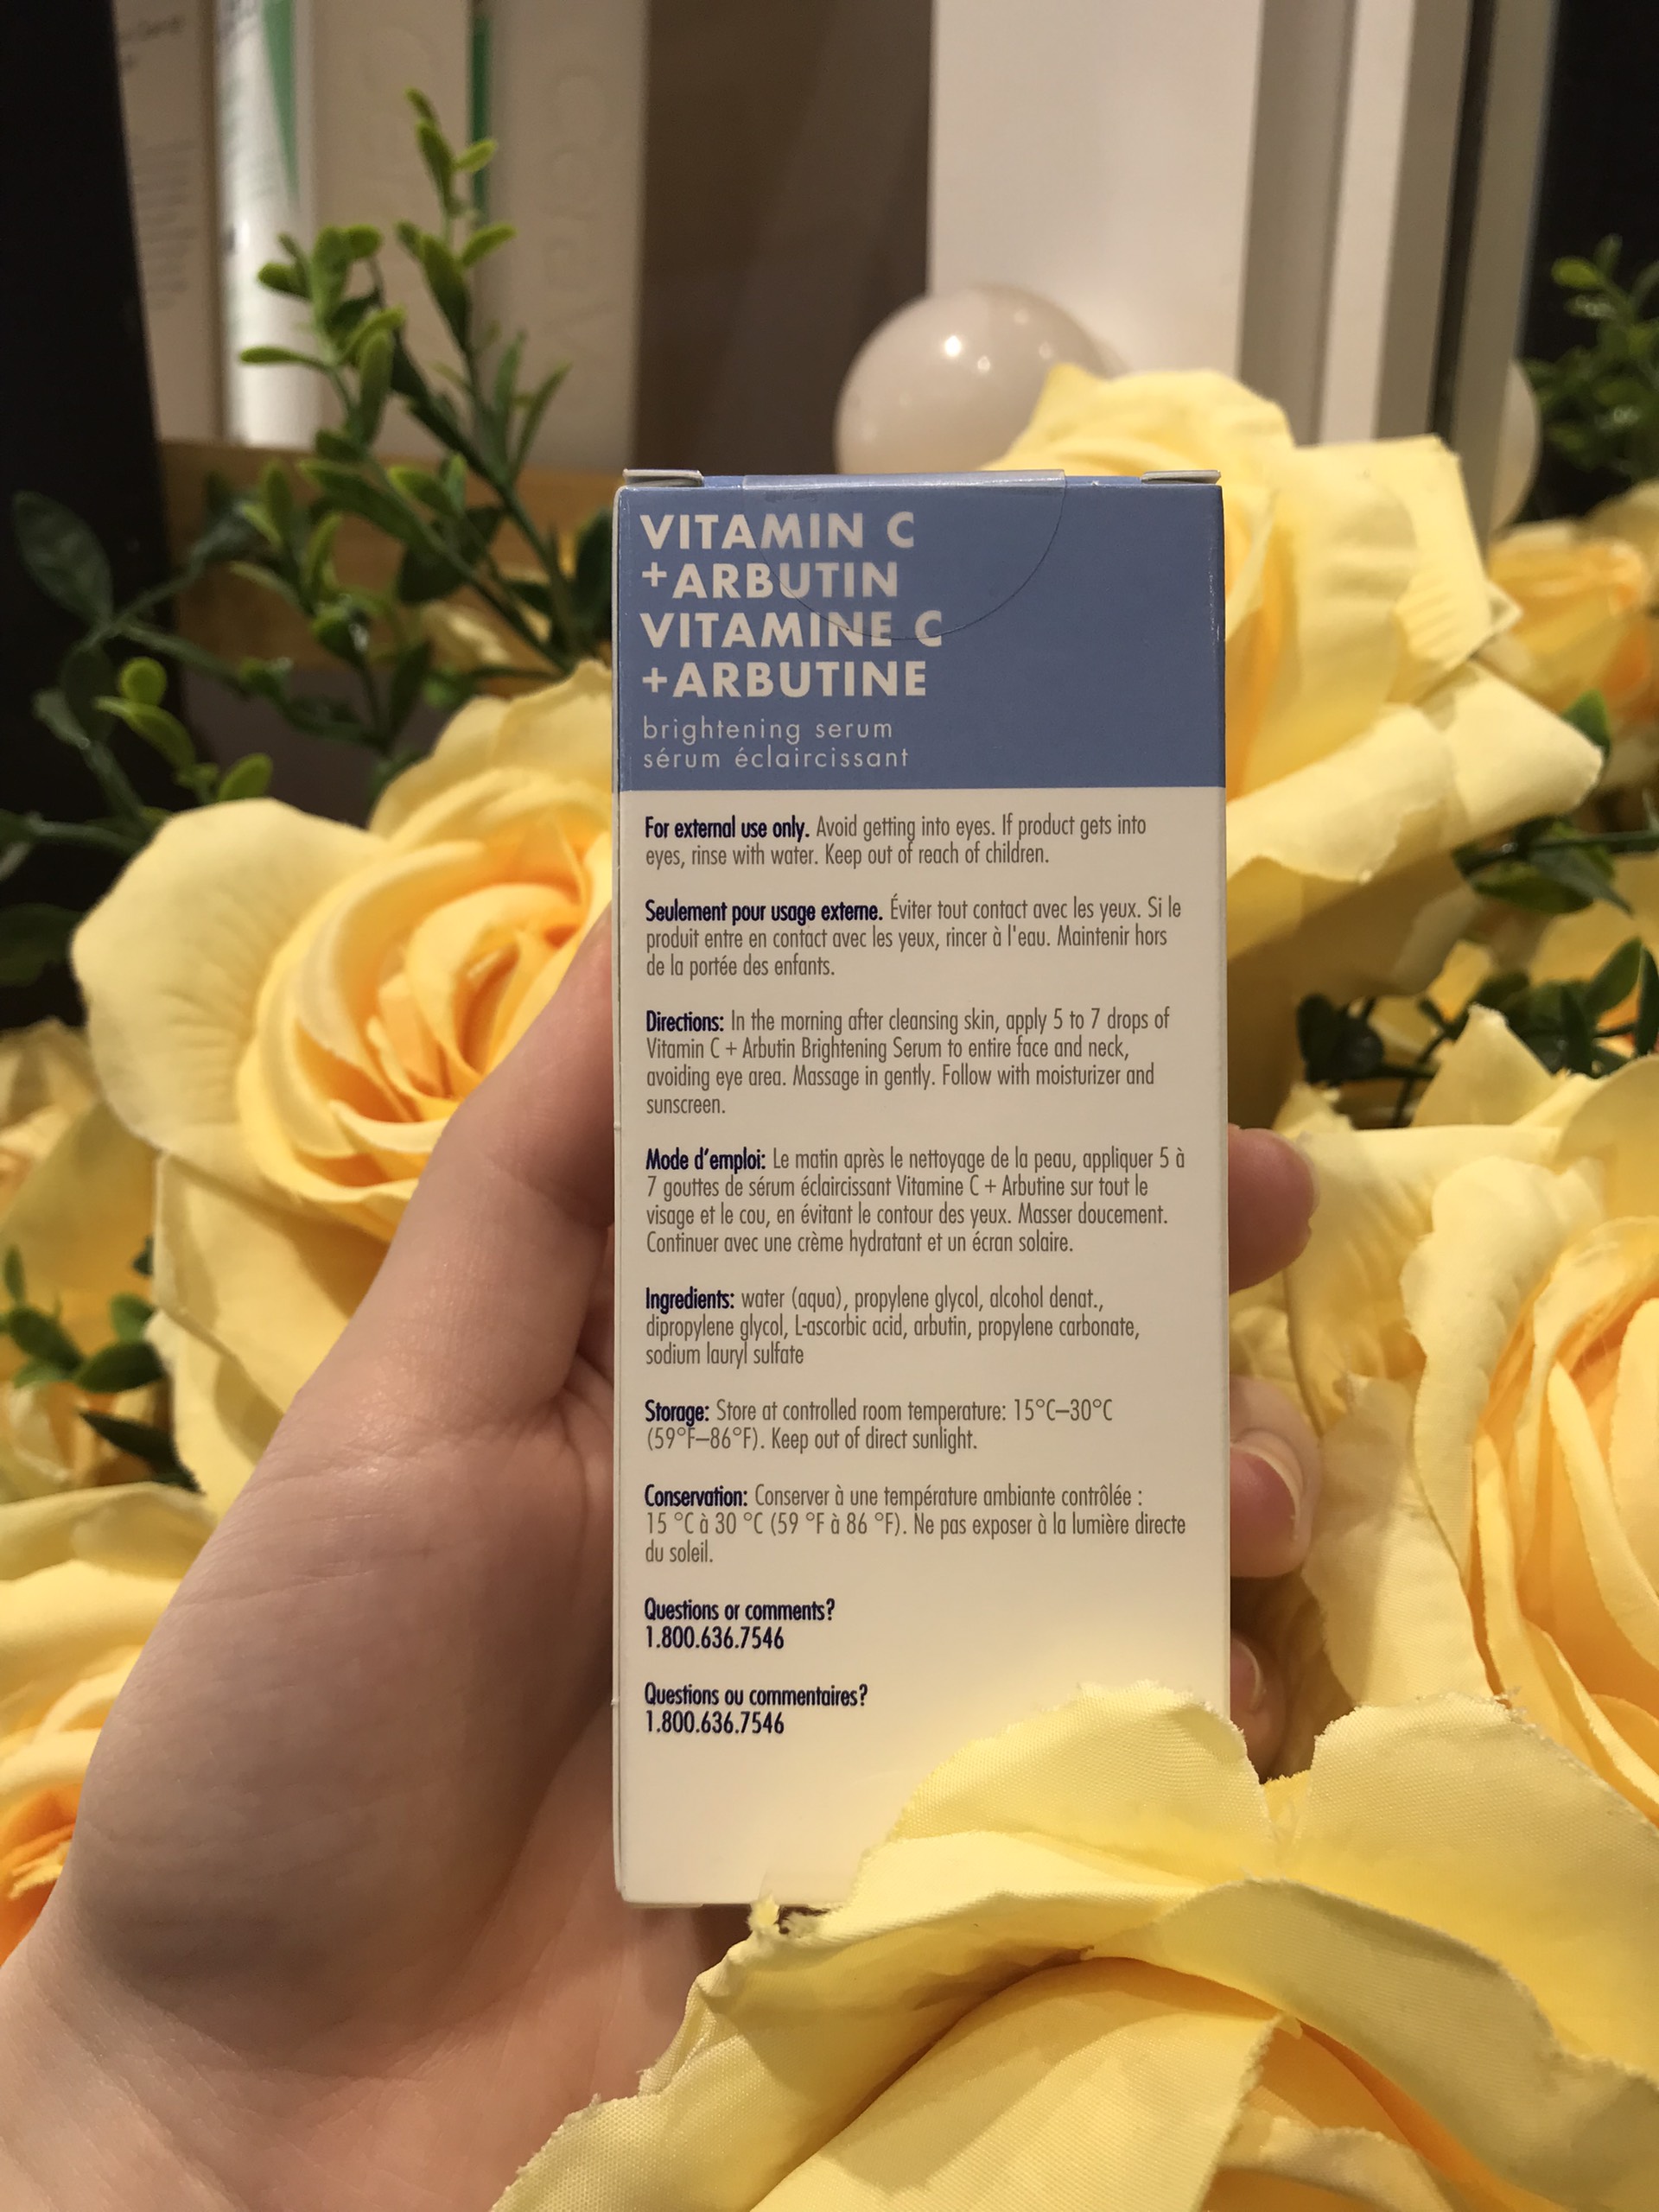 VITAMIN C
+ARBUTIN
VITAMINE C
+ARBUTINE
brightening serum
sérum éclaircissant
For external use only. Avoid getting into eyes. If product gets into
eyes, rinse with water. Keep out of reach of children.
Seulement pour usage externe. Éviter tout contact avec les yeux. Si le
produit entre en contact avec les yeux, rincer à l'eau. Maintenir hors
de la portée des enfants.
Directions: In the morning after cleansing skin, apply 5 to 7 drops of
Vitamin C + Arbutin Brightening Serum to entire face and neck,
avoiding eye area. Massage in gently. Follow with moisturizer and
sunscreen.
Mode d’emploi: Le matin après le nettoyage de la peau, appliquer 5 à
7 gouttes de sérum éclaircissant Vitamine C + Arbutine sur tout le
visage et le cou, en évitant le contour des yeux. Masser doucement.
Continuer avec une crème hydratant et un écran solaire.
Ingredients: water (aqua), propylene glycol, alcohol denat.,
dipropylene glycol, L-ascorbic acid, arbutin, propylene carbonate,
sodium lauryl sulfate
Storage: Store at controlled room temperature: 15°C–30°C
(59°F–86°F). Keep out of direct sunlight.
Conservation: Conserver à une température ambiante contrôlée :
15 °C à 30 °C (59 °F à 86 °F). Ne pas exposer à la lumière directe
du soleil.
Questions or comments?
1.800.636.7546
Questions ou commentaires?
1.800.636.7546